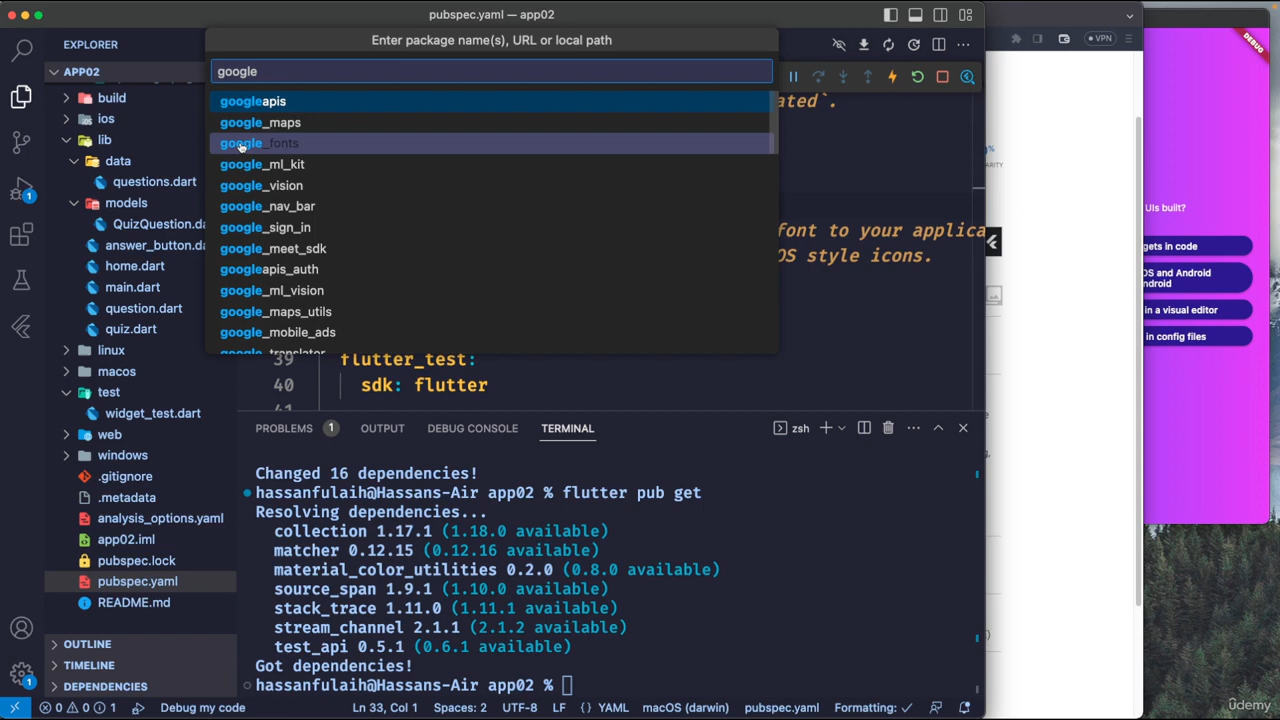 pubspec.yaml — app02
Enter package name(s), URL or local path
EXPLORER
google
APP02
build
ios
lib
data
questions.dart
models
QuizQuestion.da
answer_button.da
home.dart
main.dart
question.dart
quiz.dart
linux
macos
test
widget_test.dart
web
windows
.gitignore
.metadata
analysis_options.yaml
app02.iml
pubspec.lock
pubspec.yaml
README.md
OUTLINE
TIMELINE
DEPENDENCIES
googleapis
google_maps
google_fonts
google_ml_kit
google_vision
google_nav_bar
google_sign_in
google_meet_sdk
googleapis_auth
google_ml_vision
google_maps_utils
google_mobile_ads
google_translator
ated`.
font to your applica
OS style icons.
39 flutter_test:
40 sdk: flutter
41
PROBLEMS 1 OUTPUT DEBUG CONSOLE TERMINAL
zsh
Changed 16 dependencies!
hassanfulaih@Hassans-Air app02 % flutter pub get
Resolving dependencies...
collection 1.17.1 (1.18.0 available)
matcher 0.12.15 (0.12.16 available)
material_color_utilities 0.2.0 (0.8.0 available)
source_span 1.9.1 (1.10.0 available)
stack_trace 1.11.0 (1.11.1 available)
stream_channel 2.1.1 (2.1.2 available)
test_api 0.5.1 (0.6.1 available)
Got dependencies!
hassanfulaih@Hassans-Air app02 %
1
1
0 0 1 Debug my code Ln 33, Col 1 Spaces: 2 UTF-8 LF {} YAML macOS (darwin) pubspec.yaml Formatting: ✓
VPN
%
ARITY
DEBUG
UIs built?
gets in code
OS and Android
ndroid
in a visual editor
in config files
udemy